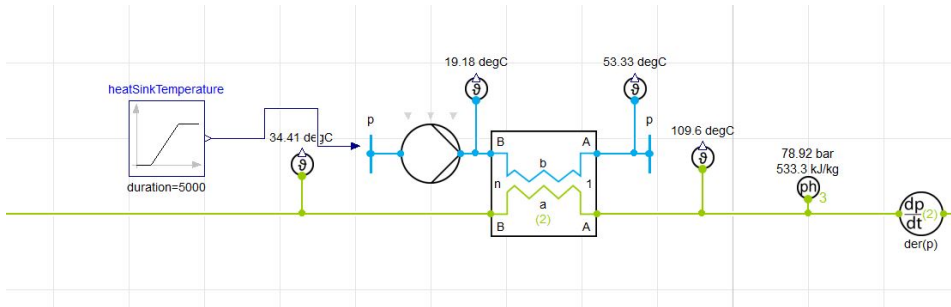 heatSinkTemperature
duration=5000
34.41 degC
p
19.18 degC
53.33 degC
p
B
A
b
n
1
a
(2)
B
A
109.6 degC
78.92 bar
533.3 kJ/kg
ph
3
dp
dt
(2)
der(p)
ϑ
ϑ
ϑ
ϑ